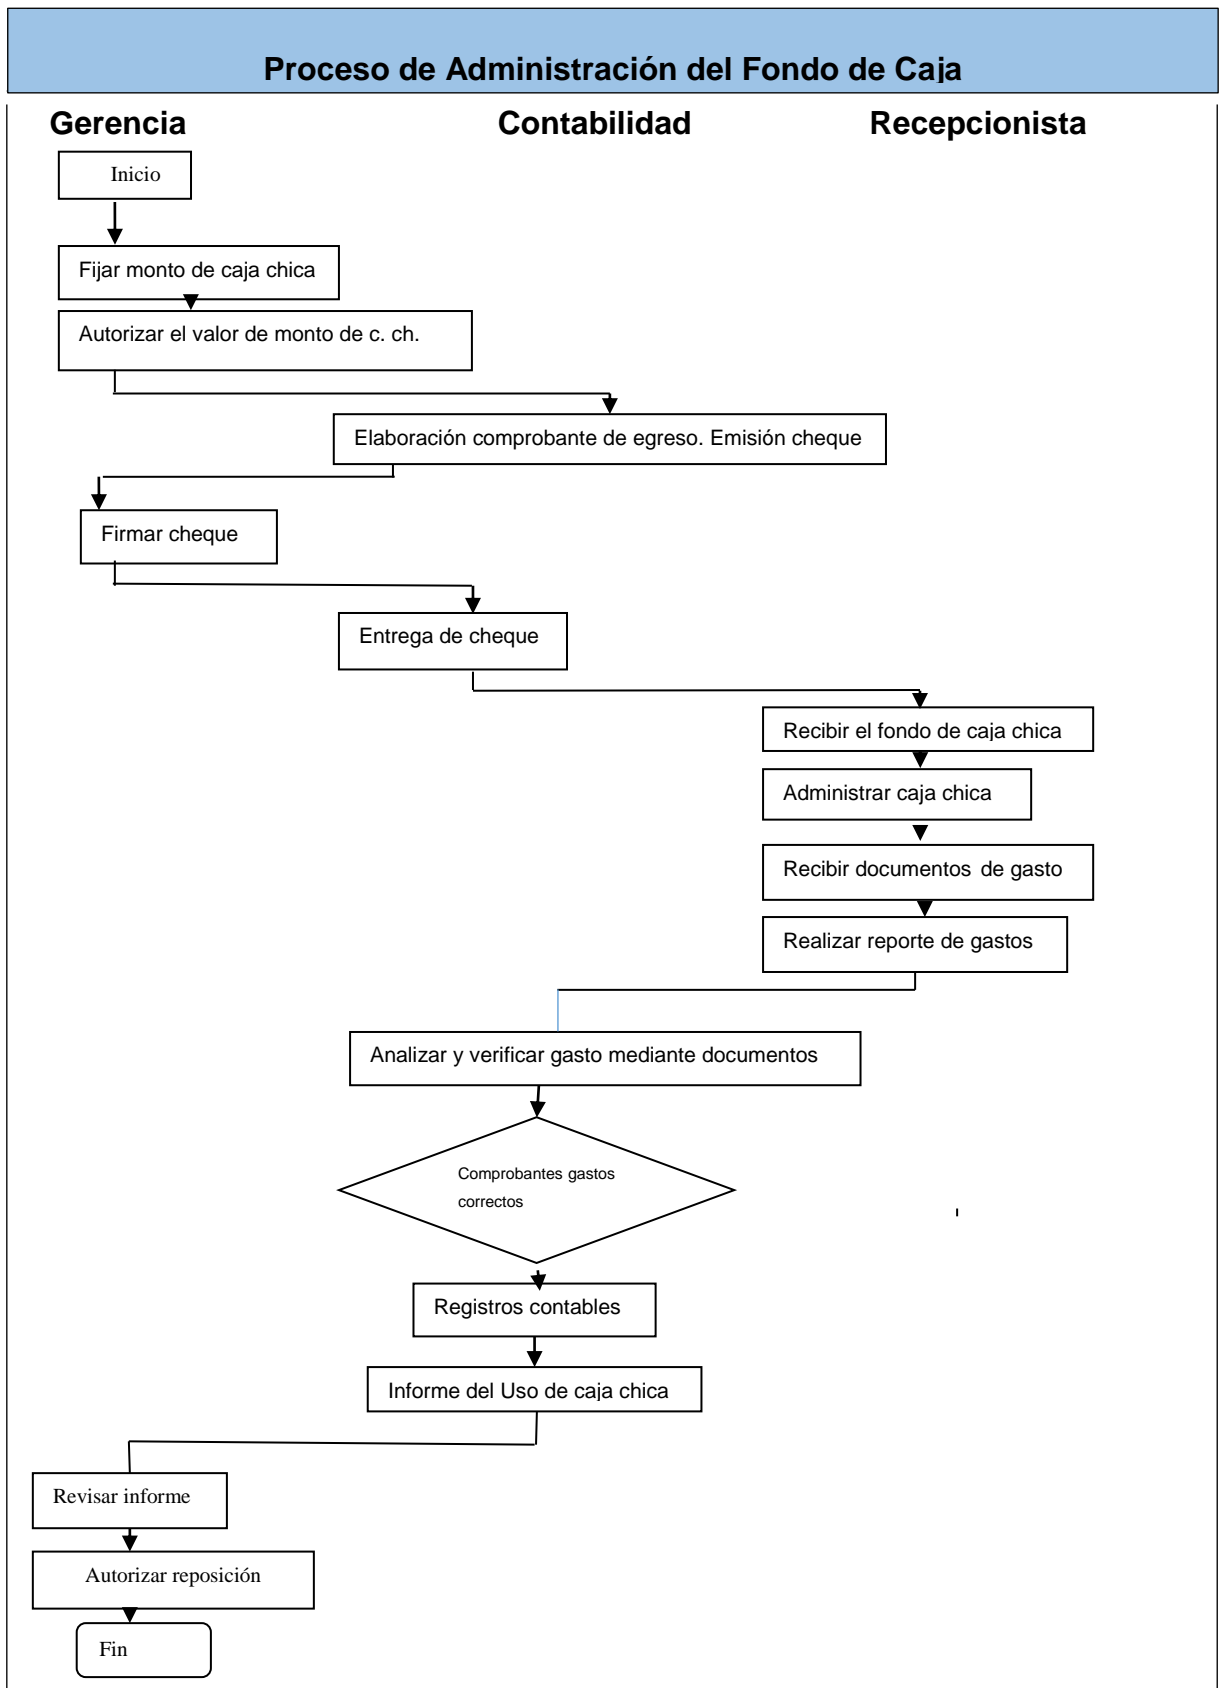 Proceso de Administración del Fondo de Caja
Gerencia
Contabilidad
Recepcionista
Inicio
Fijar monto de caja chica
Autorizar el valor de monto de c. ch.
Elaboración comprobante de egreso. Emisión cheque
Firmar cheque
Entrega de cheque
Recibir el fondo de caja chica
Administrar caja chica
Recibir documentos de gasto
Realizar reporte de gastos
Analizar y verificar gasto mediante documentos
Comprobantes gastos
correctos
Registros contables
Informe del Uso de caja chica
Revisar informe
Autorizar reposición
Fin